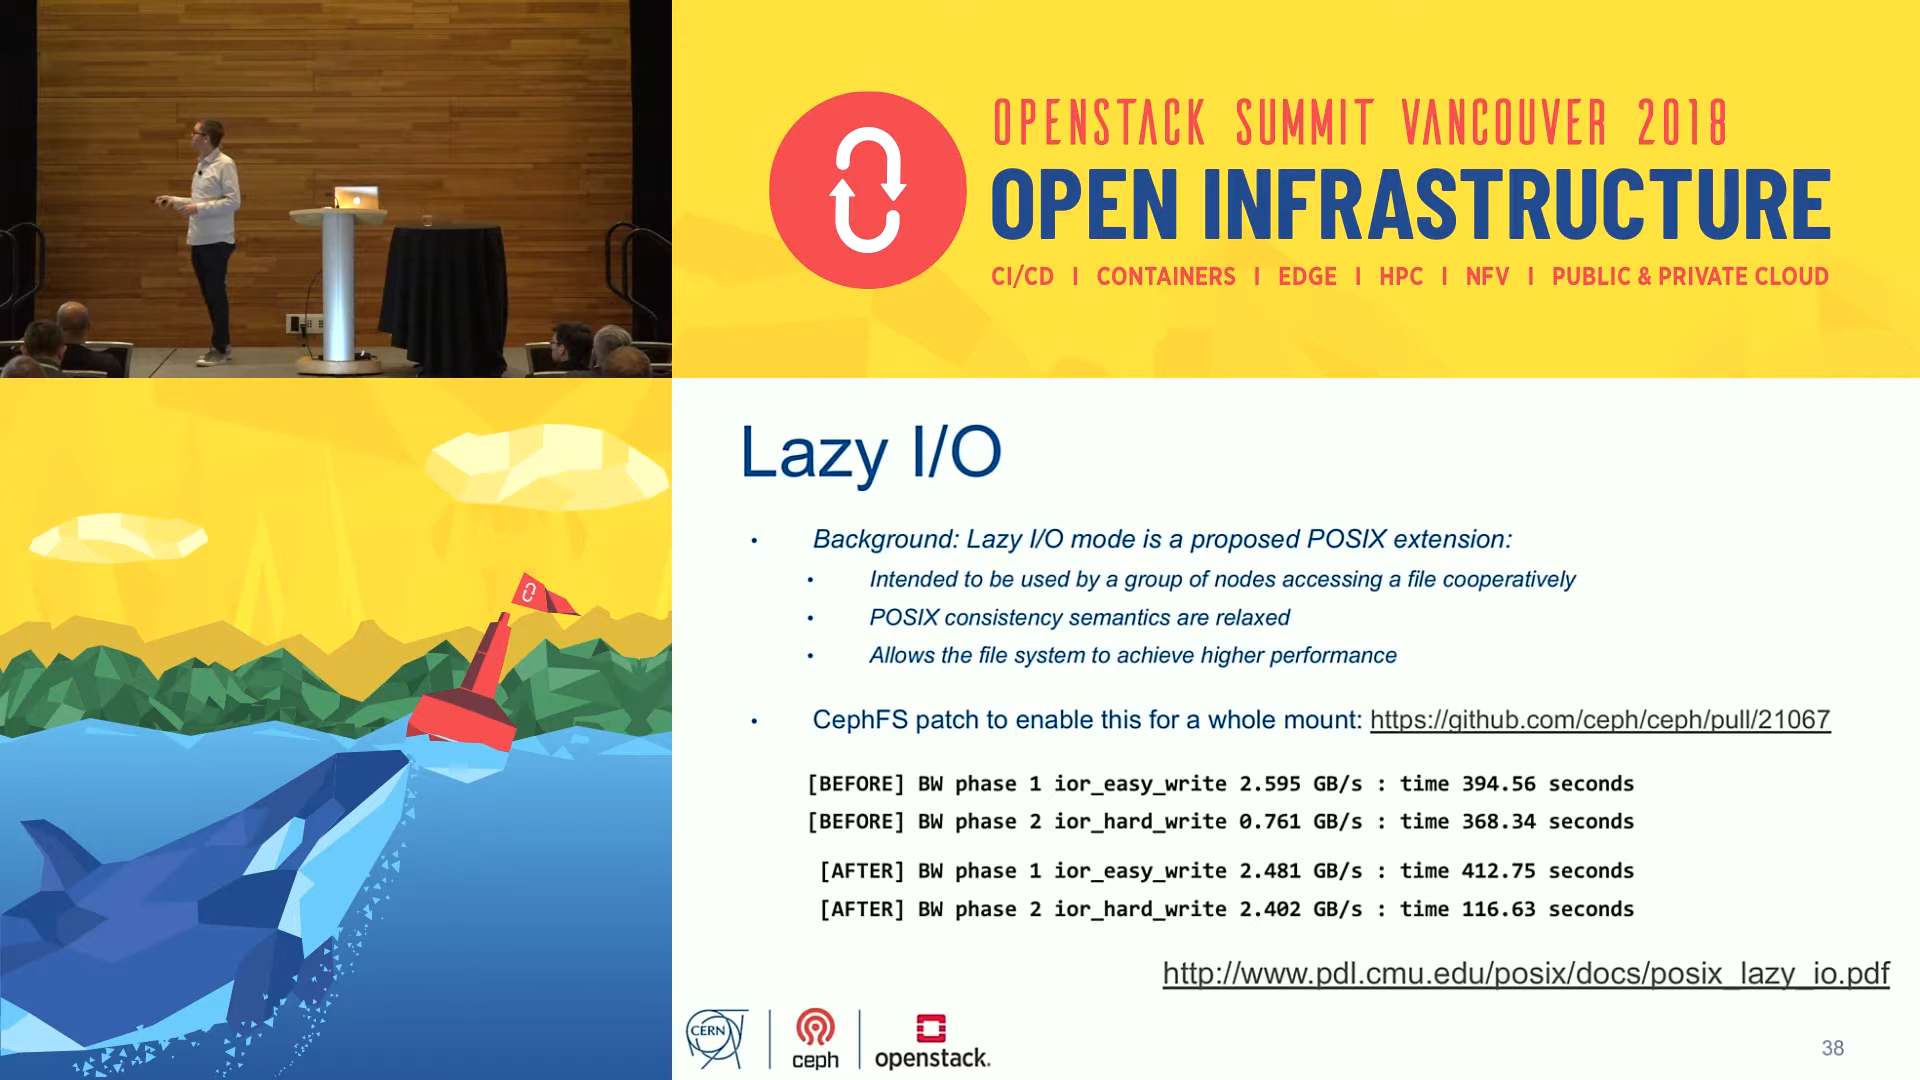 OPENSTACK SUMMIT VANCOUVER 2018
OPEN INFRASTRUCTURE
CI/CD | CONTAINERS | EDGE | HPC | NFV | PUBLIC & PRIVATE CLOUD
Lazy I/O
• Background: Lazy I/O mode is a proposed POSIX extension:
• Intended to be used by a group of nodes accessing a file cooperatively
• POSIX consistency semantics are relaxed
• Allows the file system to achieve higher performance
• CephFS patch to enable this for a whole mount: https://github.com/ceph/ceph/pull/21067
[BEFORE] BW phase 1 ior_easy_write 2.595 GB/s : time 394.56 seconds
[BEFORE] BW phase 2 ior_hard_write 0.761 GB/s : time 368.34 seconds
[AFTER] BW phase 1 ior_easy_write 2.481 GB/s : time 412.75 seconds
[AFTER] BW phase 2 ior_hard_write 2.402 GB/s : time 116.63 seconds
http://www.pdl.cmu.edu/posix/docs/posix_lazy_io.pdf
CERN
ceph
openstack.
38